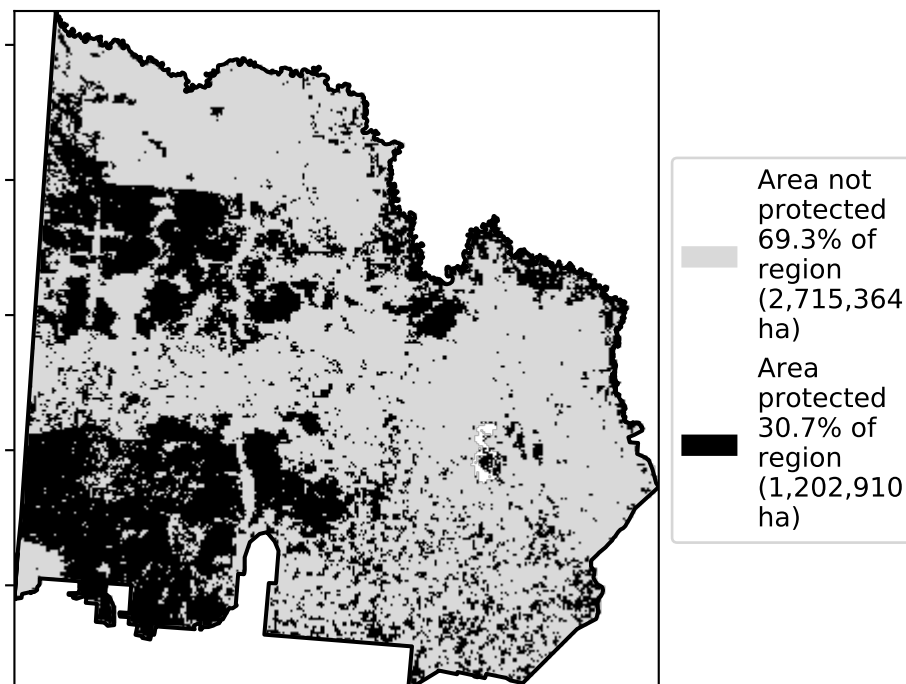 Area not
protected
69.3% of
region
(2,715,364
ha)
Area
protected
30.7% of
region
(1,202,910
ha)